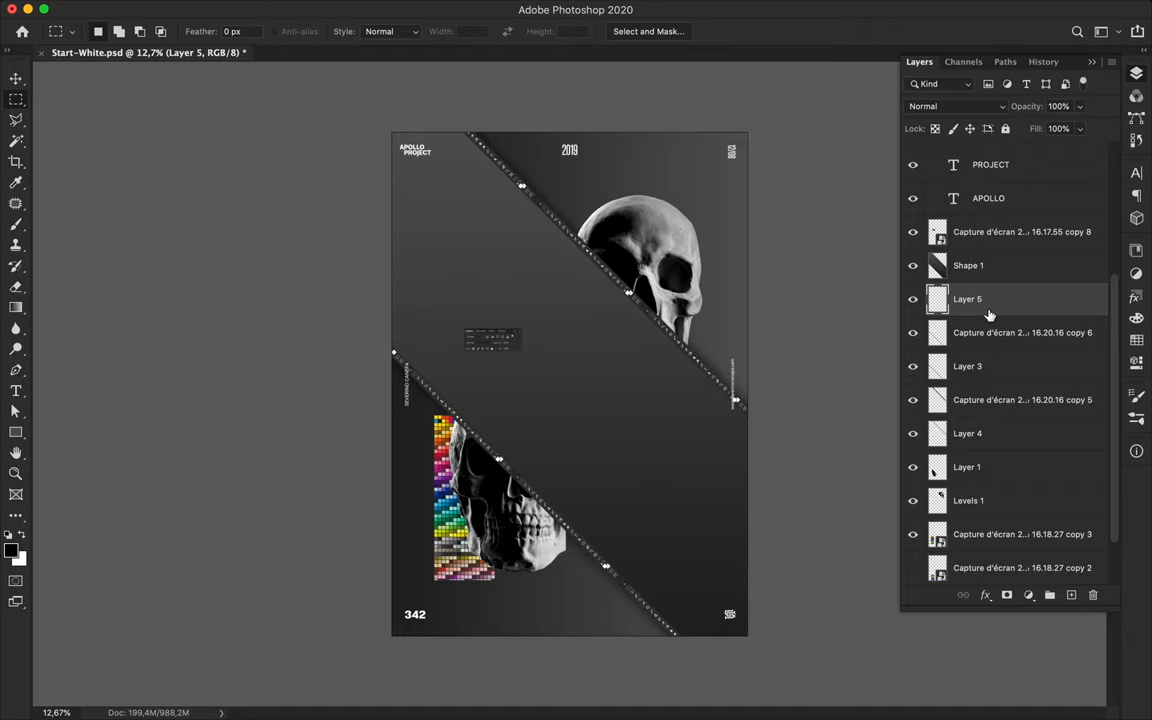 Adobe Photoshop 2020
Feather: 0 px
Anti-alias
Style: Normal
Width:
Height:
Select and Mask...
Start-White.psd @ 12,7% (Layer 5, RGB/8) *
Layers Channels Paths History
Kind
Normal Opacity: 100%
Lock: Fill: 100%
PROJECT
APOLLO
Capture d'écran 2...: 16.17.55 copy 8
Shape 1
Layer 5
Capture d'écran 2...: 16.20.16 copy 6
Layer 3
Capture d'écran 2...: 16.20.16 copy 5
Layer 4
Layer 1
Levels 1
Capture d'écran 2...: 16.18.27 copy 3
Capture d'écran 2...: 16.18.27 copy 2
fx
APOLLO
PROJECT
2019
SEVERINO CANEPA
342
12,67% Doc: 199,4M/988,2M